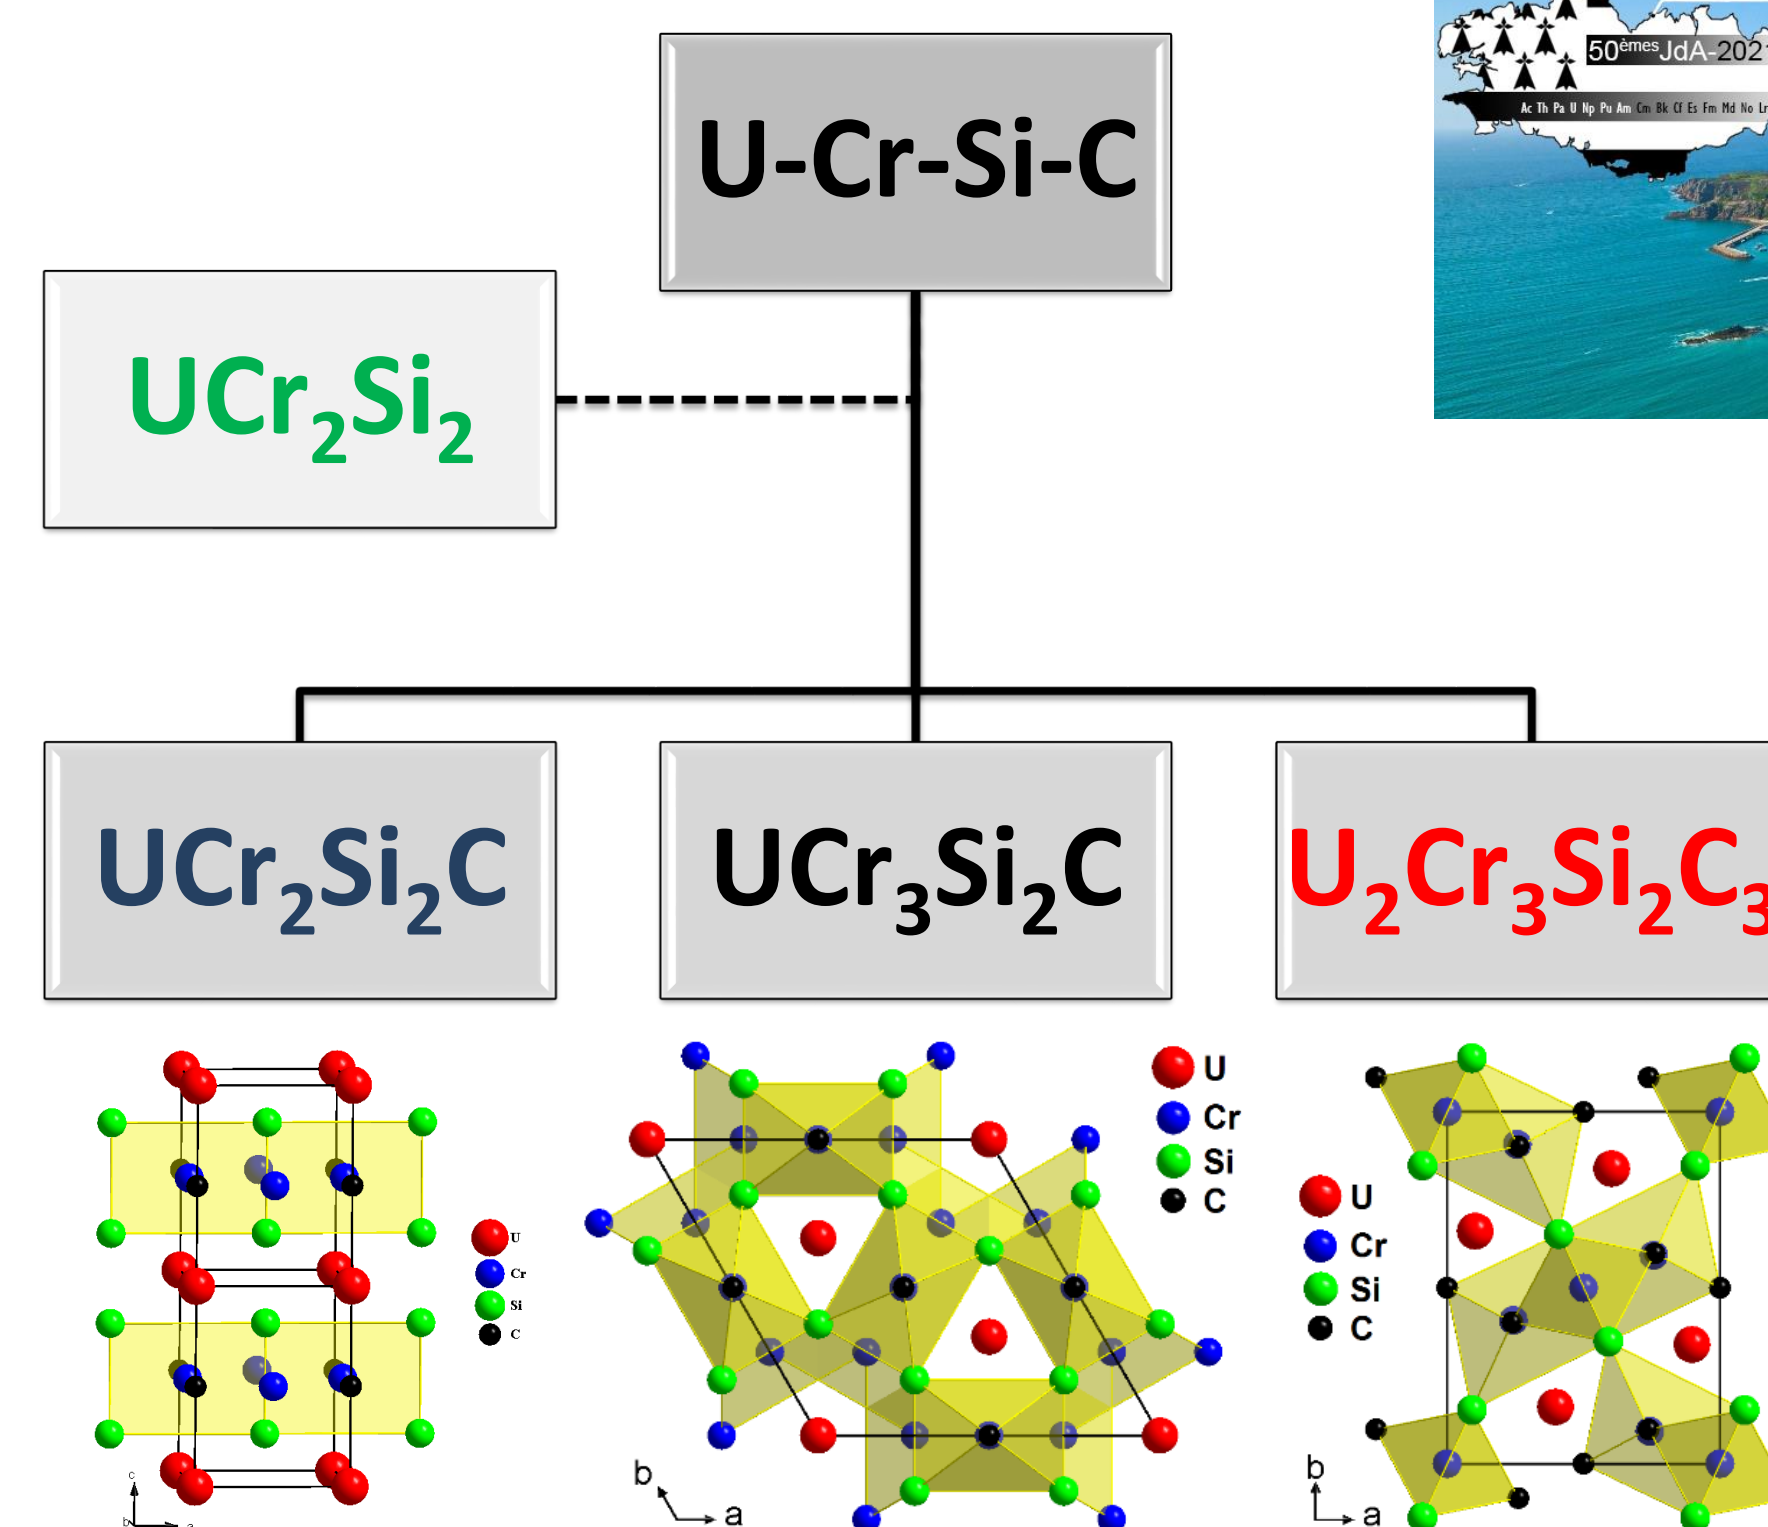 50èmes JdA-2021
Ac Th Pa U Np Pu Am Cm Bk Cf Es Fm Md No Lr
U-Cr-Si-C
UCr₂Si₂
UCr₂Si₂C
UCr₃Si₂C
U₂Cr₃Si₂C₃
U
Cr
Si
C
c
b
a
U
Cr
Si
C
b
a
U
Cr
Si
C
b
a